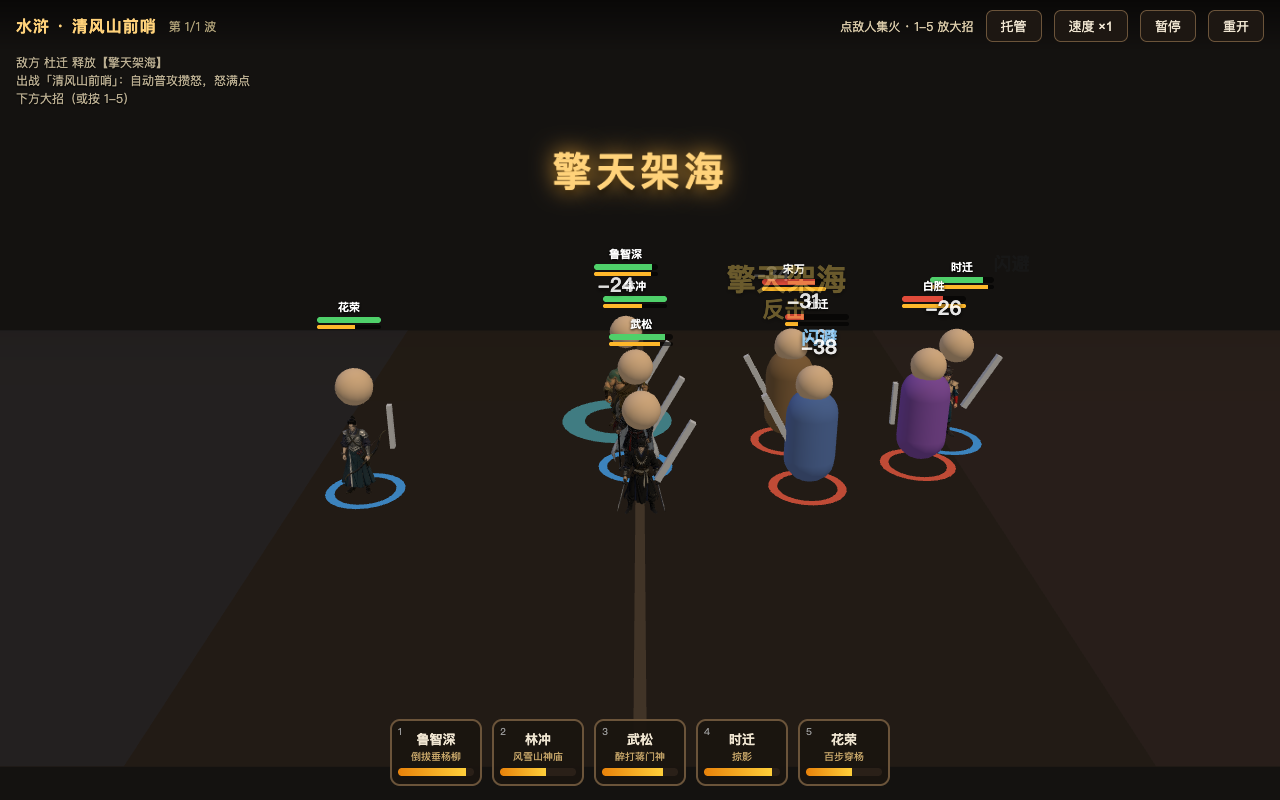 水浒 · 清风山前哨 第 1/1 波
点敌人集火 · 1–5 放大招 托管 速度 ×1 暂停 重开
敌方 杜迁 释放【擎天架海】
出战「清风山前哨」：自动普攻攒怒，怒满点
下方大招（或按 1–5）
擎天架海
鲁智深
-24
林冲
武松
花荣
擎天架海
宋万
-31
反击
杜迁
闪避
-38
时迁
闪避
白胜
-26
1 鲁智深 倒拔垂杨柳
2 林冲 风雪山神庙
3 武松 醉打蒋门神
4 时迁 掠影
5 花荣 百步穿杨